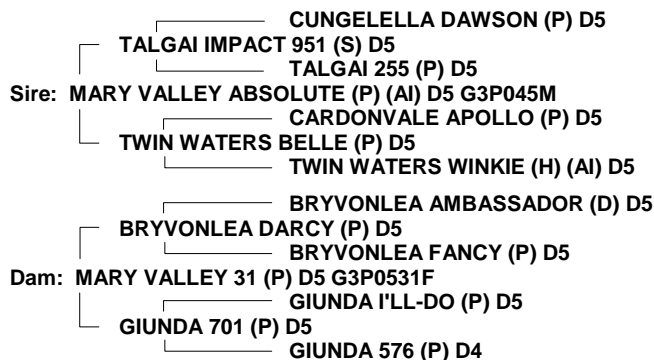 CUNGELELLA DAWSON (P) D5
TALGAI IMPACT 951 (S) D5
TALGAI 255 (P) D5
Sire: MARY VALLEY ABSOLUTE (P) (AI) D5 G3P045M
CARDONVALE APOLLO (P) D5
TWIN WATERS BELLE (P) D5
TWIN WATERS WINKIE (H) (AI) D5
BRYVONLEA AMBASSADOR (D) D5
BRYVONLEA DARCY (P) D5
BRYVONLEA FANCY (P) D5
Dam: MARY VALLEY 31 (P) D5 G3P0531F
GIUNDA I'LL-DO (P) D5
GIUNDA 701 (P) D5
GIUNDA 576 (P) D4